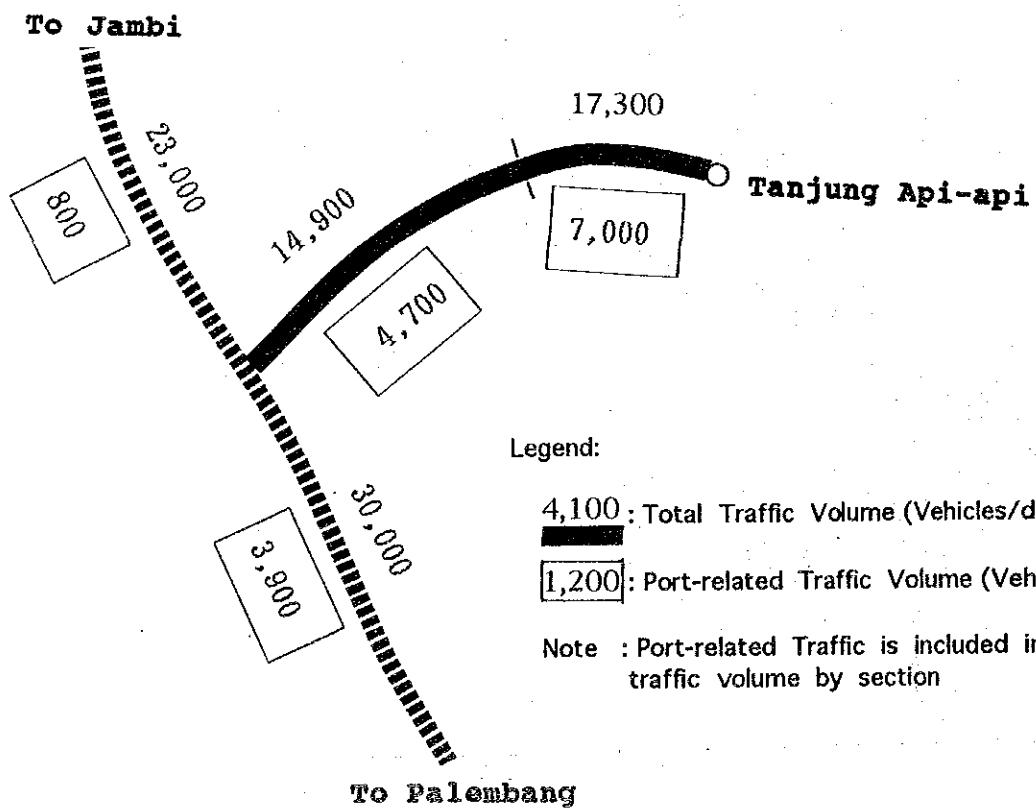 To Jambi
17,300
23,000
800
Tanjung Api-api
14,900
7,000
4,700
Legend:
4,100 : Total Traffic Volume (Vehicles/d
30,000
3,900
1,200 : Port-related Traffic Volume (Veh
Note : Port-related Traffic is included in
traffic volume by section
To Palembang